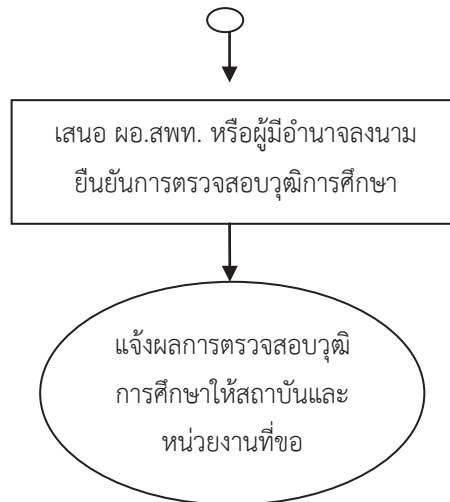 เสนอ ผอ.สพท. หรือผู้มีอำนาจลงนาม
ยืนยันการตรวจสอบวุฒิการศึกษา
แจ้งผลการตรวจสอบวุฒิ
การศึกษาให้สถาบันและ
หน่วยงานที่ขอ